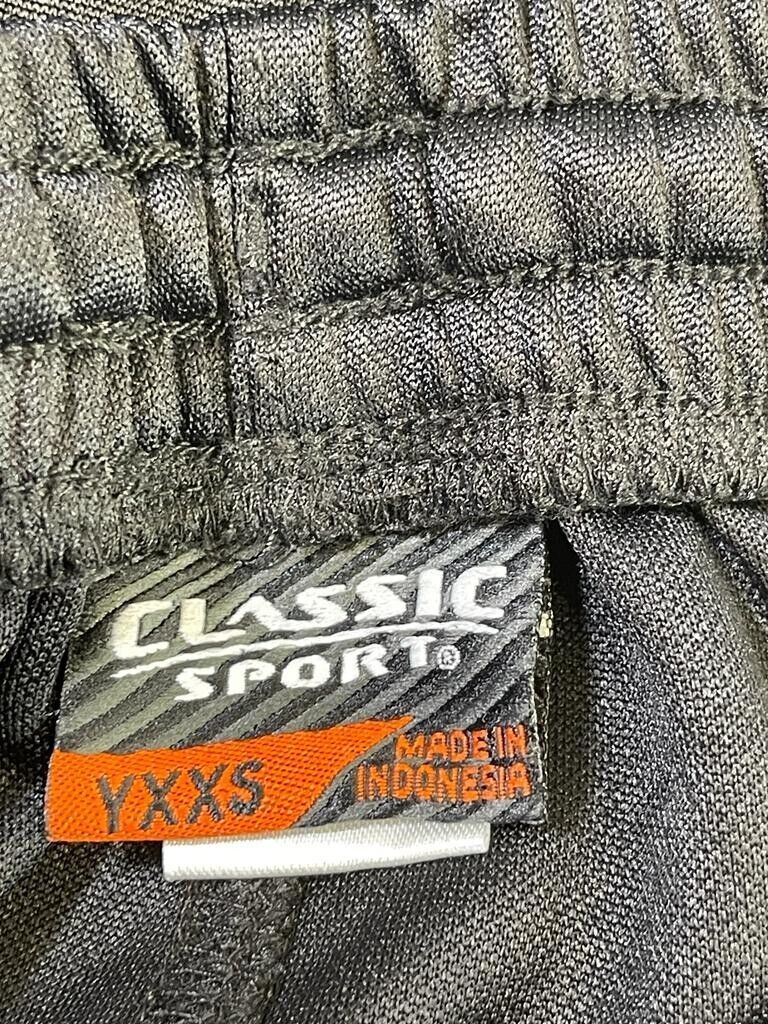 CLASSIC
SPORT®
YXXS
MADE IN
INDONESIA